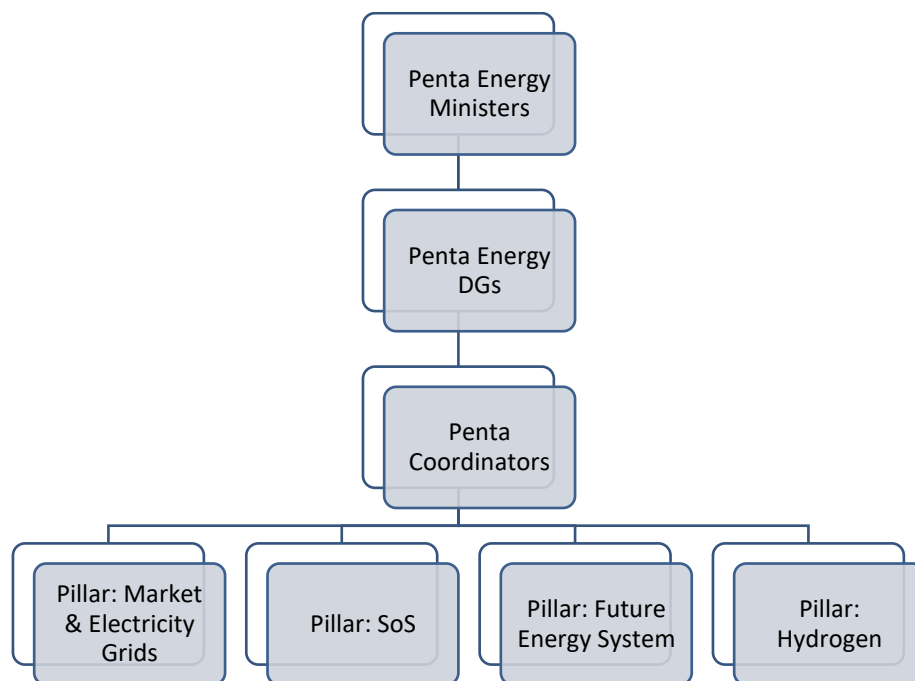 Penta Energy
Ministers
Penta Energy
DGs
Penta
Coordinators
Pillar: Market
& Electricity
Grids
Pillar: SoS
Pillar: Future
Energy System
Pillar:
Hydrogen